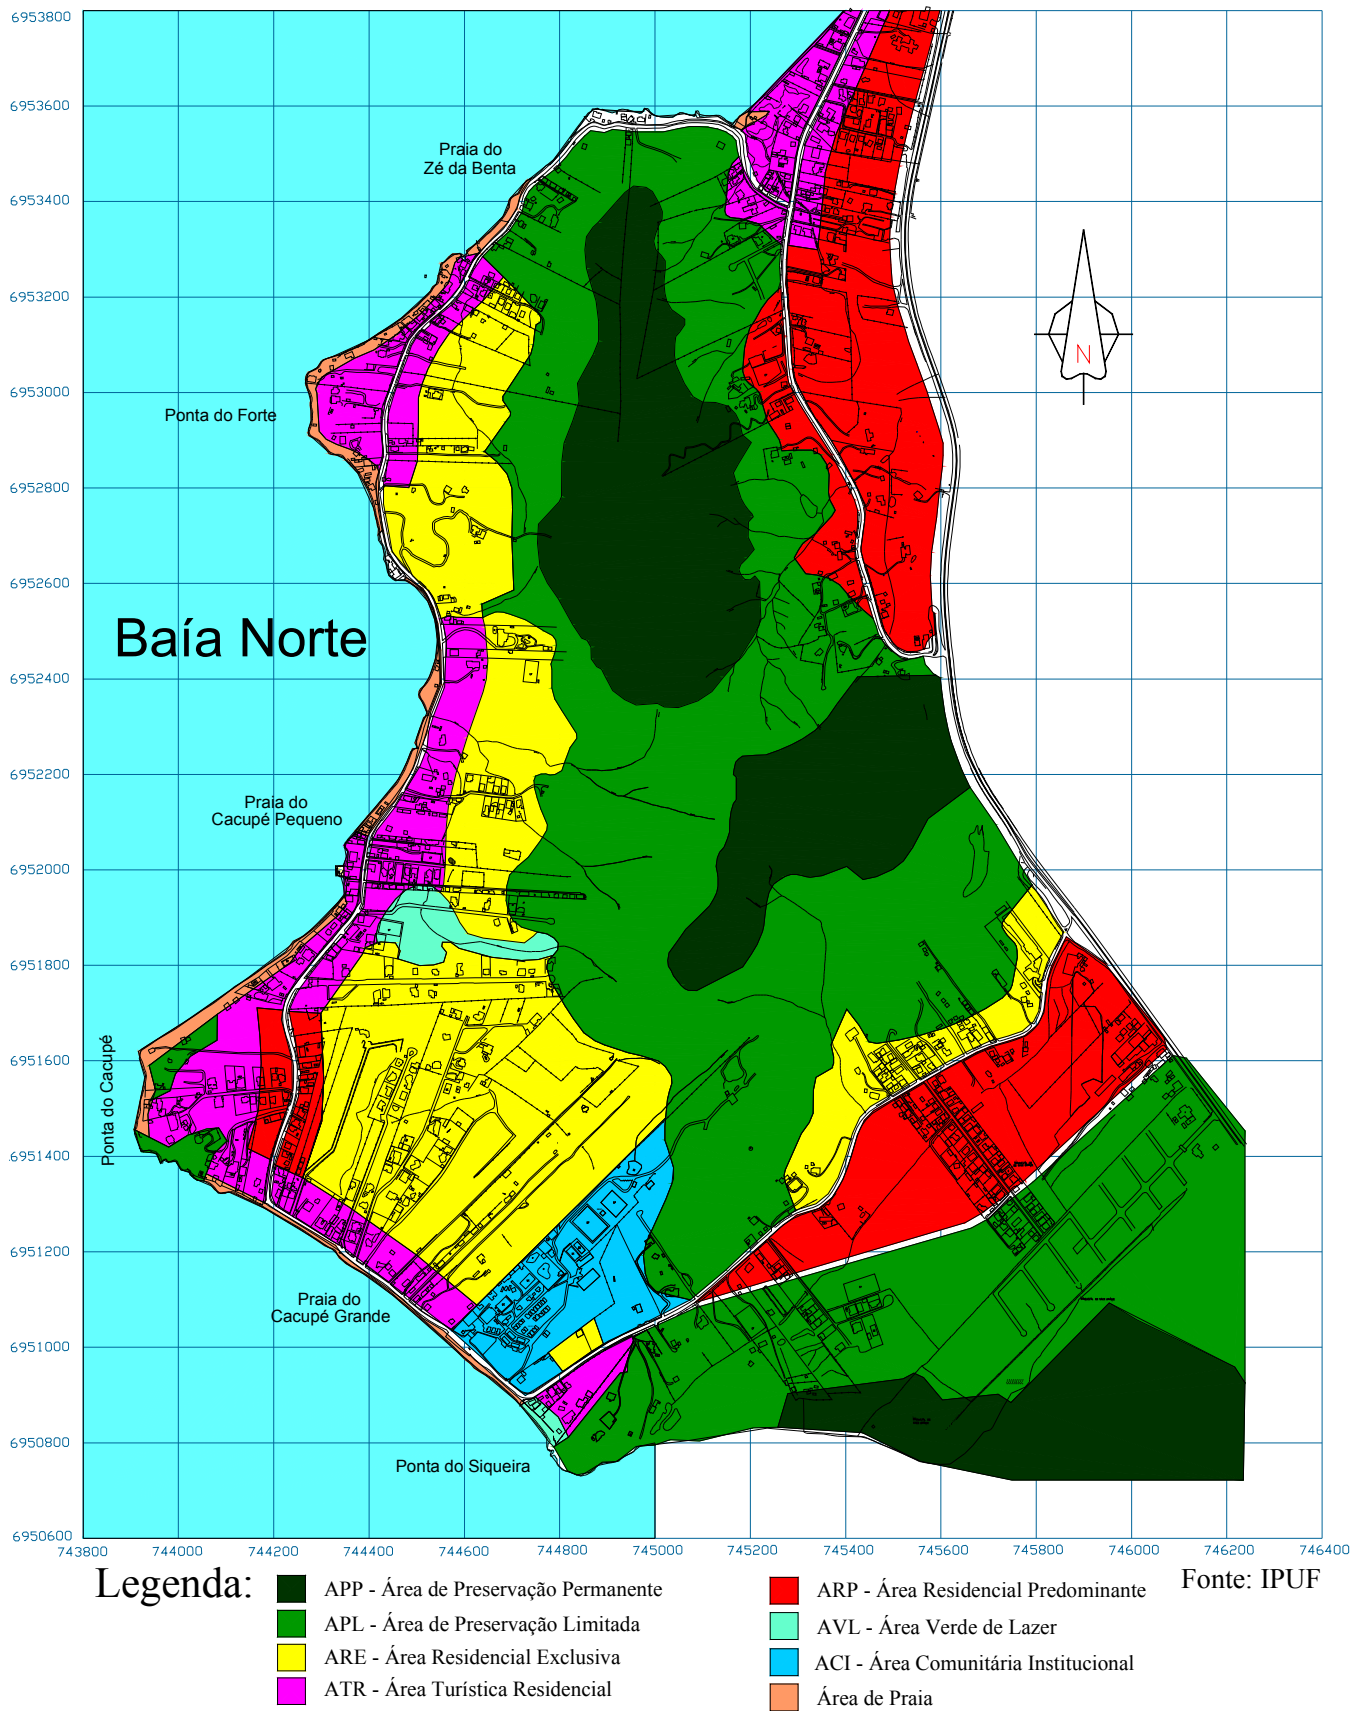 6953800
6953600
Praia do
Zé da Benta
6953400
6953200
N
6953000
Ponta do Forte
6952800
6952600
Baía Norte
6952400
6952200
Praia do
Cacupé Pequeno
6952000
6951800
Ponta do Cacupé
6951600
6951400
6951200
Praia do
Cacupé Grande
6951000
6950800
Ponta do Siqueira
6950600
743800 744000 744200 744400 744600 744800 745000 745200 745400 745600 745800 746000 746200 746400
Legenda:
Fonte: IPUF
APP - Área de Preservação Permanente
APL - Área de Preservação Limitada
ARE - Área Residencial Exclusiva
ATR - Área Turística Residencial
ARP - Área Residencial Predominante
AVL - Área Verde de Lazer
ACI - Área Comunitária Institucional
Área de Praia